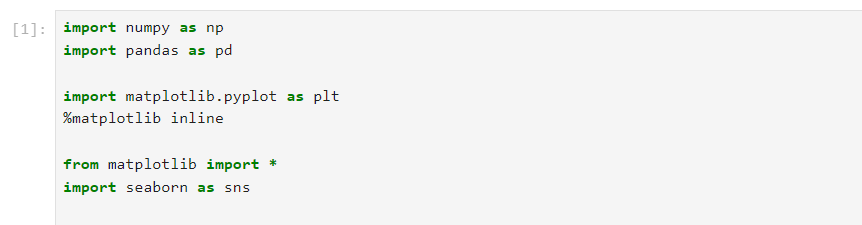 [1]:
import numpy as np
import pandas as pd
import matplotlib.pyplot as plt
%matplotlib inline
from matplotlib import *
import seaborn as sns